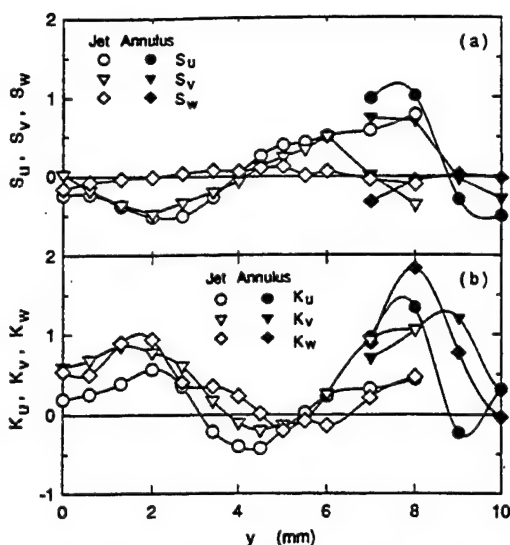 Jet Annulus (a)
S_u
S_v
S_w
2
1
0
S_u, S_v, S_w
Jet Annulus (b)
K_u
K_v
K_w
2
1
0
-1
K_u, K_v, K_w
0 2 4 6 8 10
y (mm)